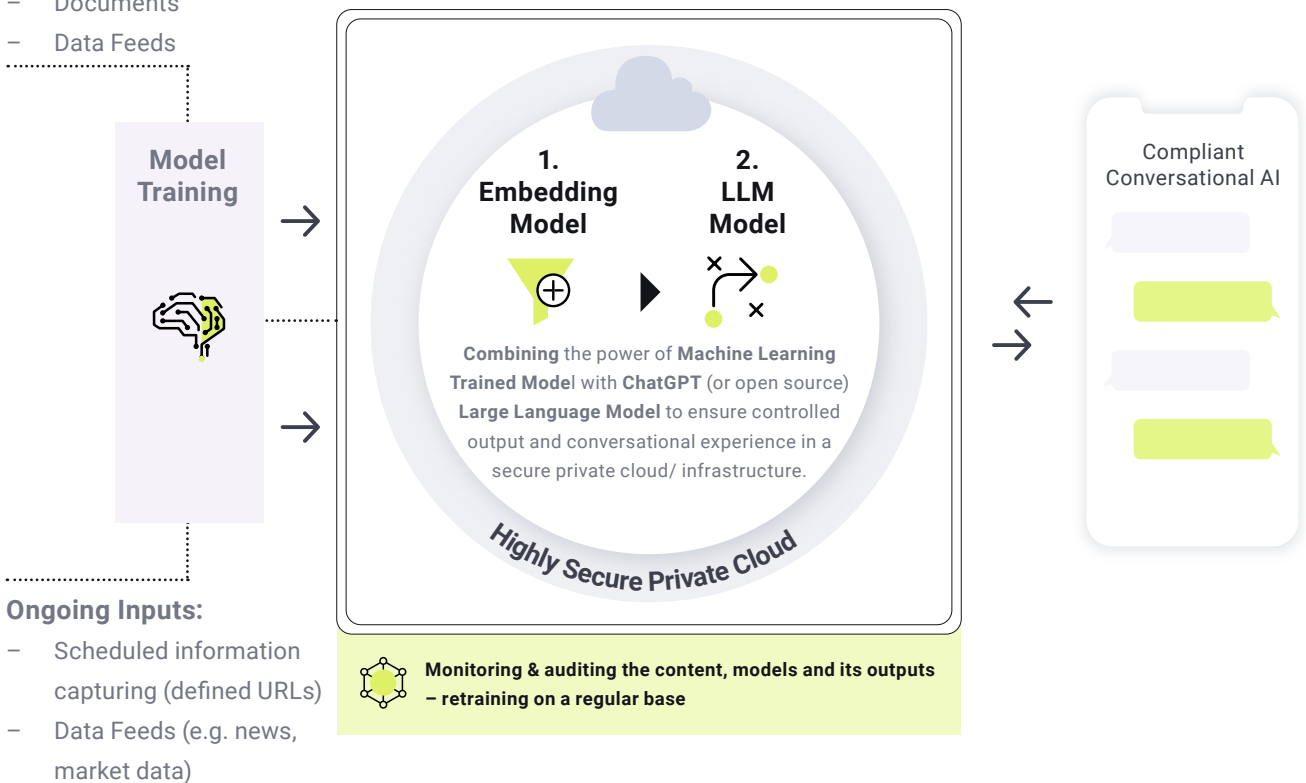 – Documents
– Data Feeds
Model
Training
1.
Embedding
Model
2.
LLM
Model
Combining the power of Machine Learning
Trained Model with ChatGPT (or open source)
Large Language Model to ensure controlled
output and conversational experience in a
secure private cloud/ infrastructure.
Highly Secure Private Cloud
Compliant
Conversational AI
Ongoing Inputs:
– Scheduled information
capturing (defined URLs)
– Data Feeds (e.g. news,
market data)
Monitoring & auditing the content, models and its outputs
– retraining on a regular base